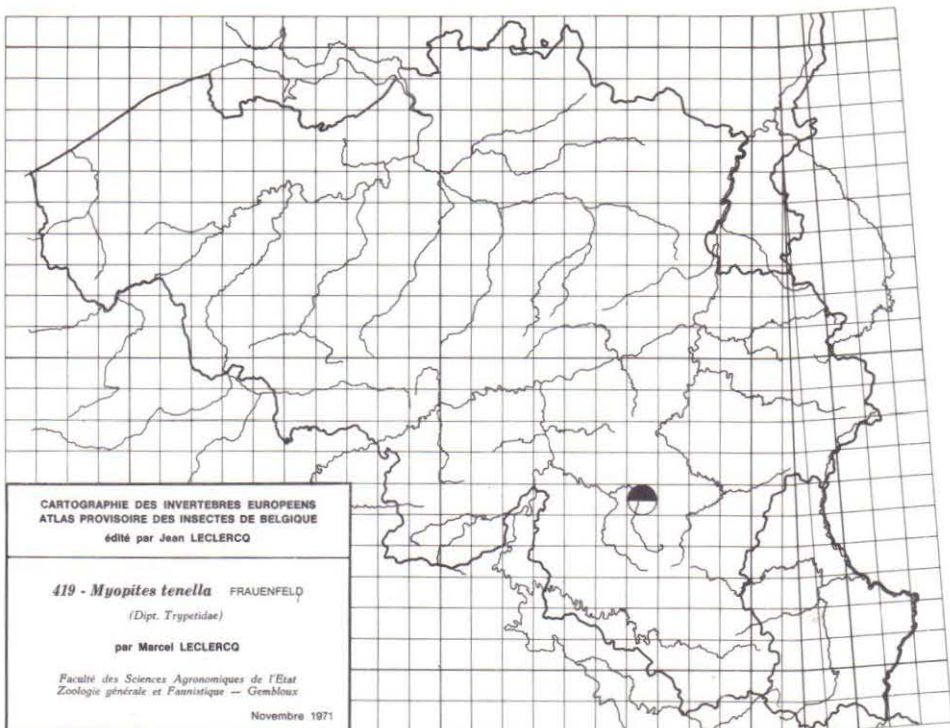 CARTOGRAPHIE DES INVERTEBRES EUROPEENS
ATLAS PROVISOIRE DES INSECTES DE BELGIQUE
édité par Jean LECLERCQ
419 - Myopites tenella FRAUENFELD
(Dipt. Trypetidae)
par Marcel LECLERCQ
Faculté des Sciences Agronomiques de l'Etat
Zoologie générale et Faunistique — Gembloux
Novembre 1971